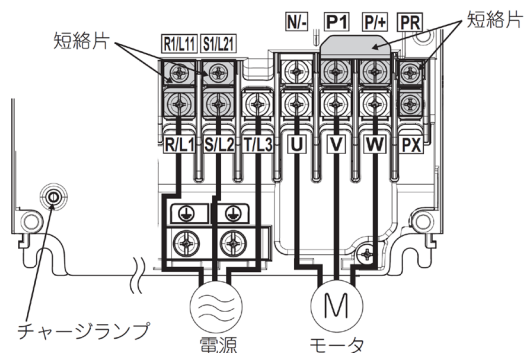 N/- P1 P/+ PR
短絡片
短絡片
R1/L11 S1/L21
R/L1 S/L2 T/L3 U V W PX
チャージランプ
電源
M
モータ